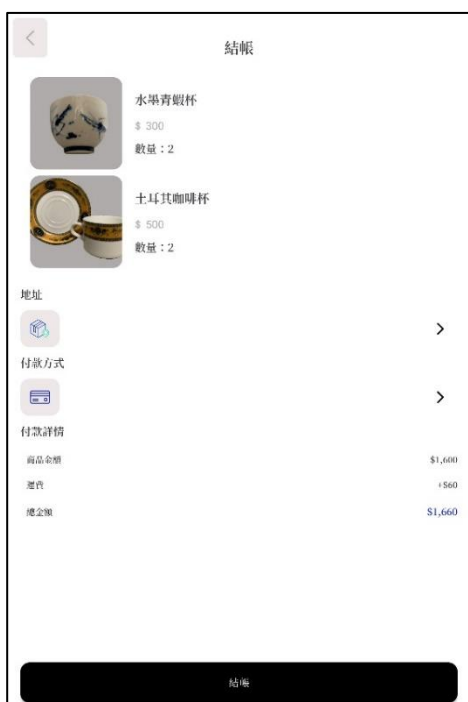 結帳
水墨青蝦杯
$ 300
數量：2
土耳其咖啡杯
$ 500
數量：2
地址
付款方式
付款詳情
商品金額 $1,600
運費 +$60
總金額 $1,660
結帳